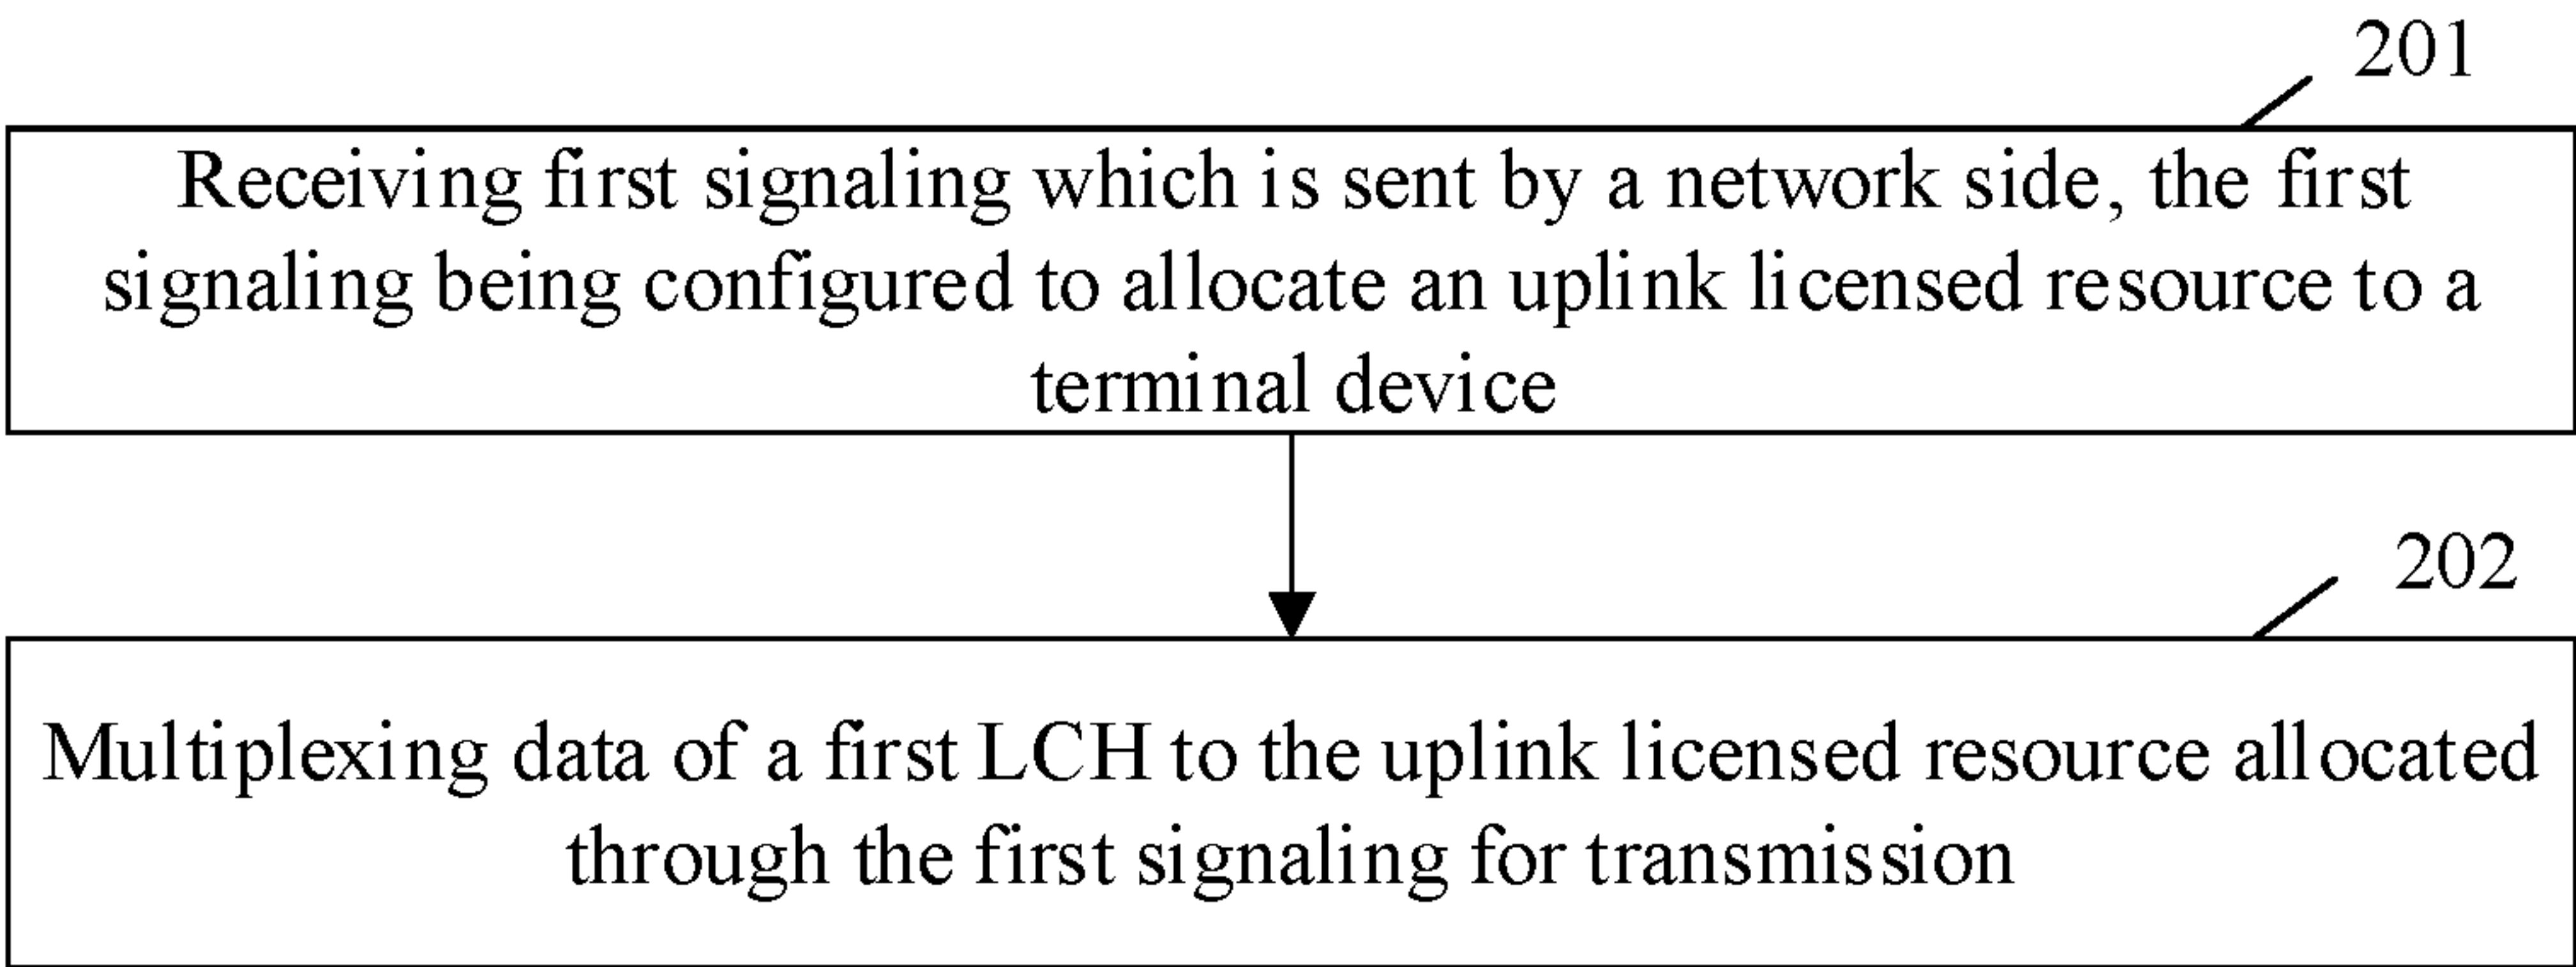 201
Receiving first signaling which is sent by a network side, the first
signaling being configured to allocate an uplink licensed resource to a
terminal device
202
Multiplexing data of a first LCH to the uplink licensed resource allocated
through the first signaling for transmission